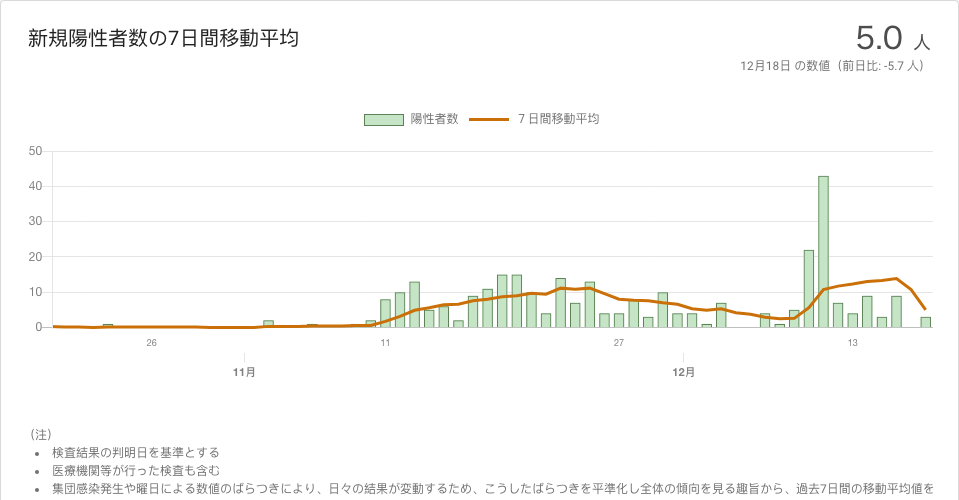 新規陽性者数の7日間移動平均
5.0 人
12月18日 の数値（前日比: -5.7 人）
陽性者数 7 日間移動平均
50
40
30
20
10
0
26 11 27 13
11月 12月
（注）
• 検査結果の判明日を基準とする
• 医療機関等が行った検査も含む
• 集団感染発生や曜日による数値のばらつきにより、日々の結果が変動するため、こうしたばらつきを平準化し全体の傾向を見る趣旨から、過去7日間の移動平均値を